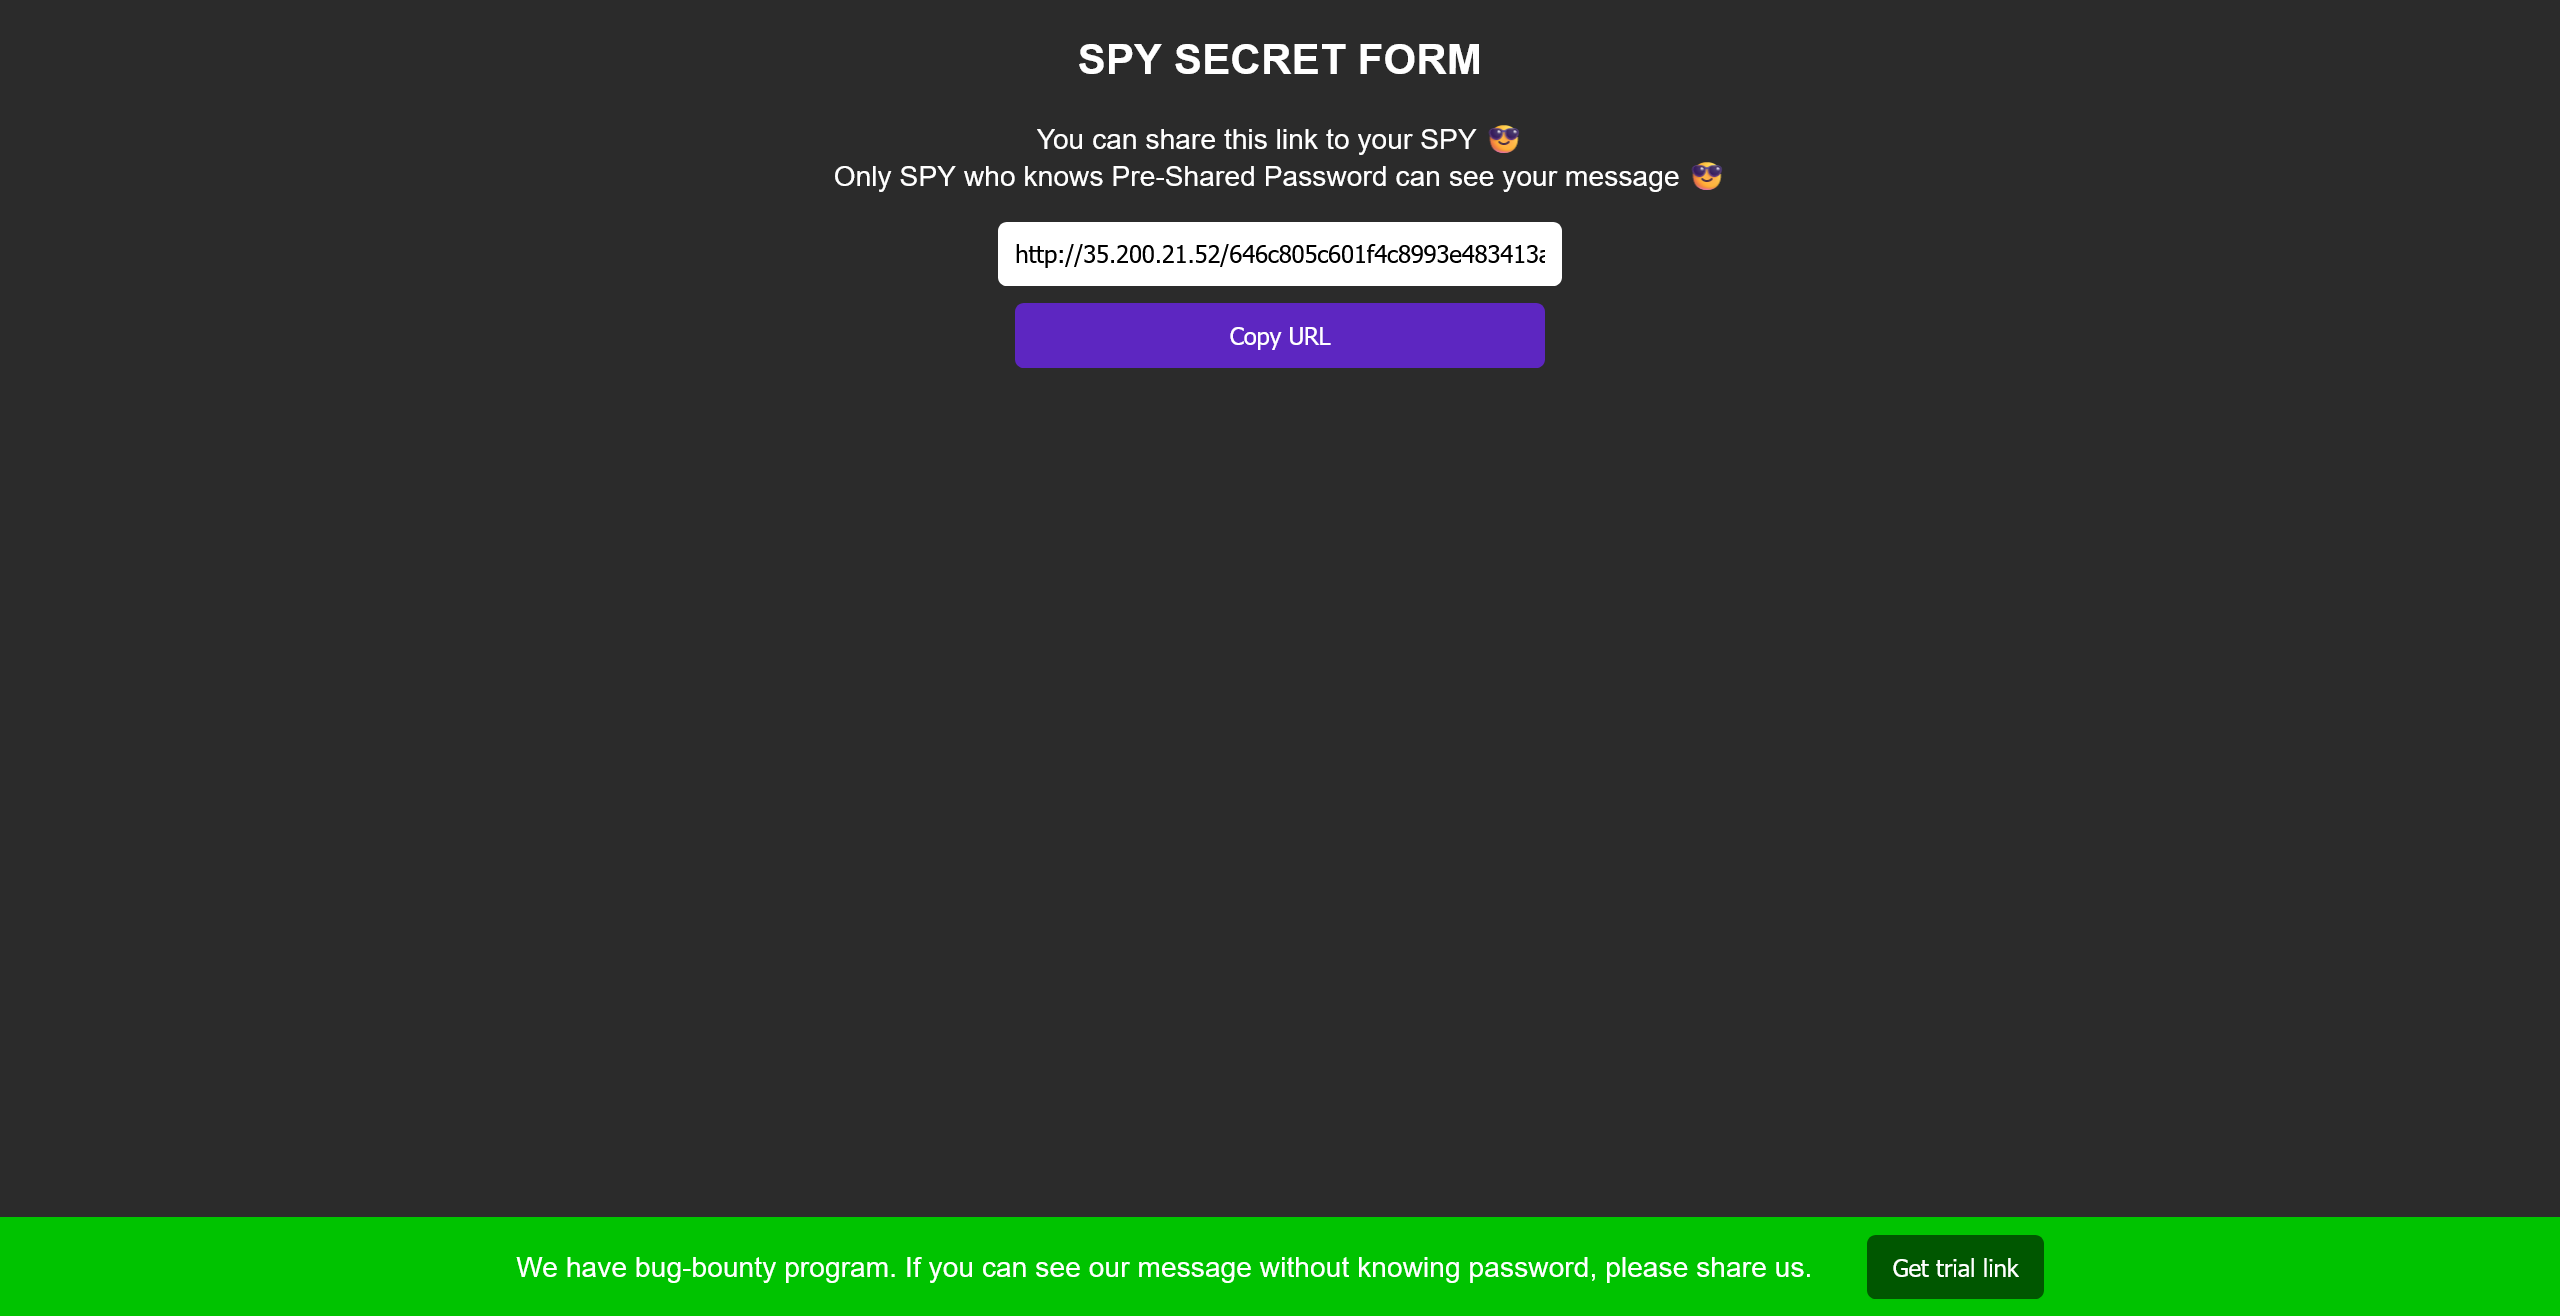 SPY SECRET FORM
You can share this link to your SPY 😎
Only SPY who knows Pre-Shared Password can see your message 😎
http://35.200.21.52/646c805c601f4c8993e483413a
Copy URL
We have bug-bounty program. If you can see our message without knowing password, please share us.
Get trial link